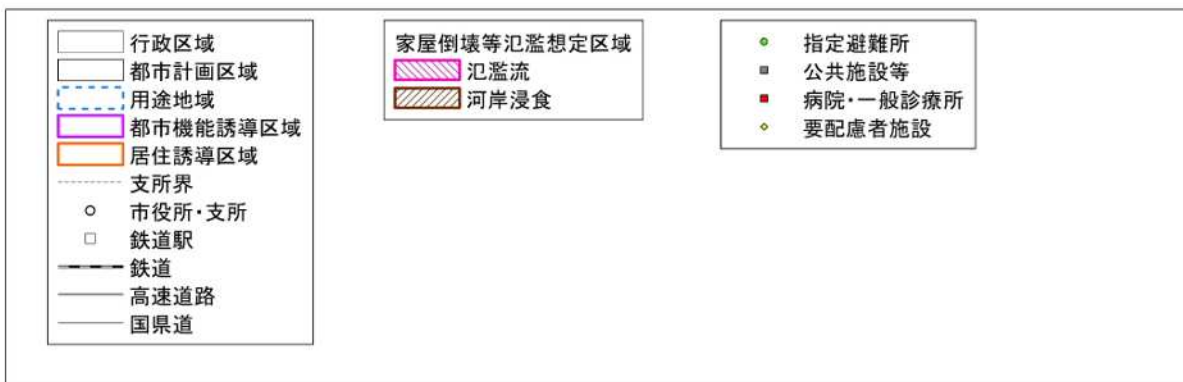 行政区域
都市計画区域
用途地域
都市機能誘導区域
居住誘導区域
支所界
市役所・支所
鉄道駅
鉄道
高速道路
国県道
家屋倒壊等氾濫想定区域
氾濫流
河岸浸食
指定避難所
公共施設等
病院・一般診療所
要配慮者施設